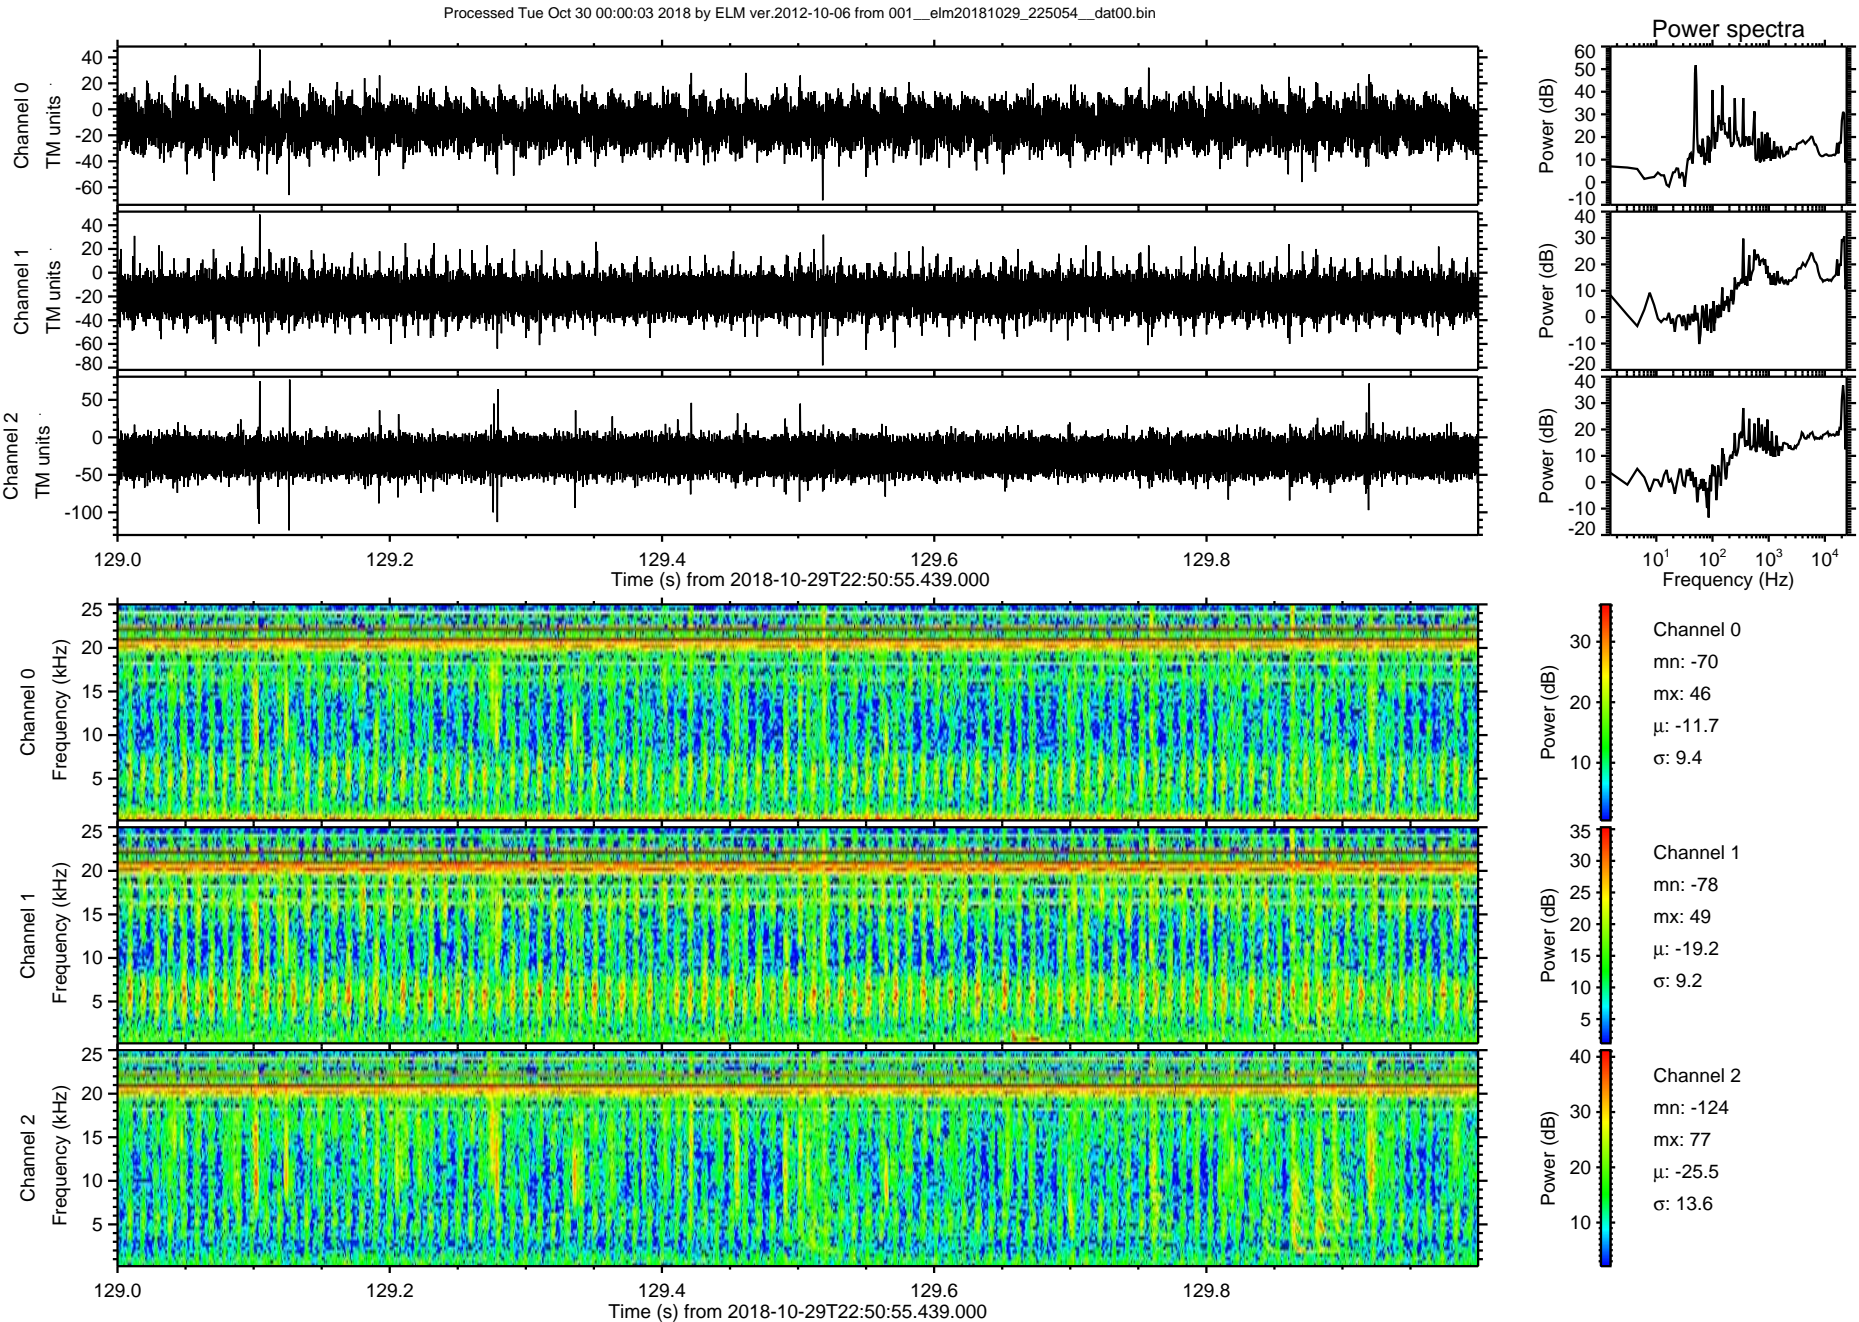 Processed Tue Oct 30 00:00:03 2018 by ELM ver.2012-10-06 from 001__elm20181029_225054__dat00.bin
Power spectra
Channel 0
TM units
40
20
0
-20
-40
-60
Power (dB)
60
50
40
30
20
10
0
-10
Channel 1
TM units
40
20
0
-20
-40
-60
-80
Power (dB)
40
30
20
10
0
-10
-20
Channel 2
TM units
50
0
-50
-100
Power (dB)
40
30
20
10
0
-10
-20
129.0 129.2 129.4 129.6 129.8
Time (s) from 2018-10-29T22:50:55.439.000
10^1 10^2 10^3 10^4
Frequency (Hz)
Channel 0
Frequency (kHz)
25
20
15
10
5
Power (dB)
30
20
10
Channel 0
mn: -70
mx: 46
μ: -11.7
σ: 9.4
Channel 1
Frequency (kHz)
25
20
15
10
5
Power (dB)
35
30
25
20
15
10
5
Channel 1
mn: -78
mx: 49
μ: -19.2
σ: 9.2
Channel 2
Frequency (kHz)
25
20
15
10
5
Power (dB)
40
30
20
10
Channel 2
mn: -124
mx: 77
μ: -25.5
σ: 13.6
129.0 129.2 129.4 129.6 129.8
Time (s) from 2018-10-29T22:50:55.439.000